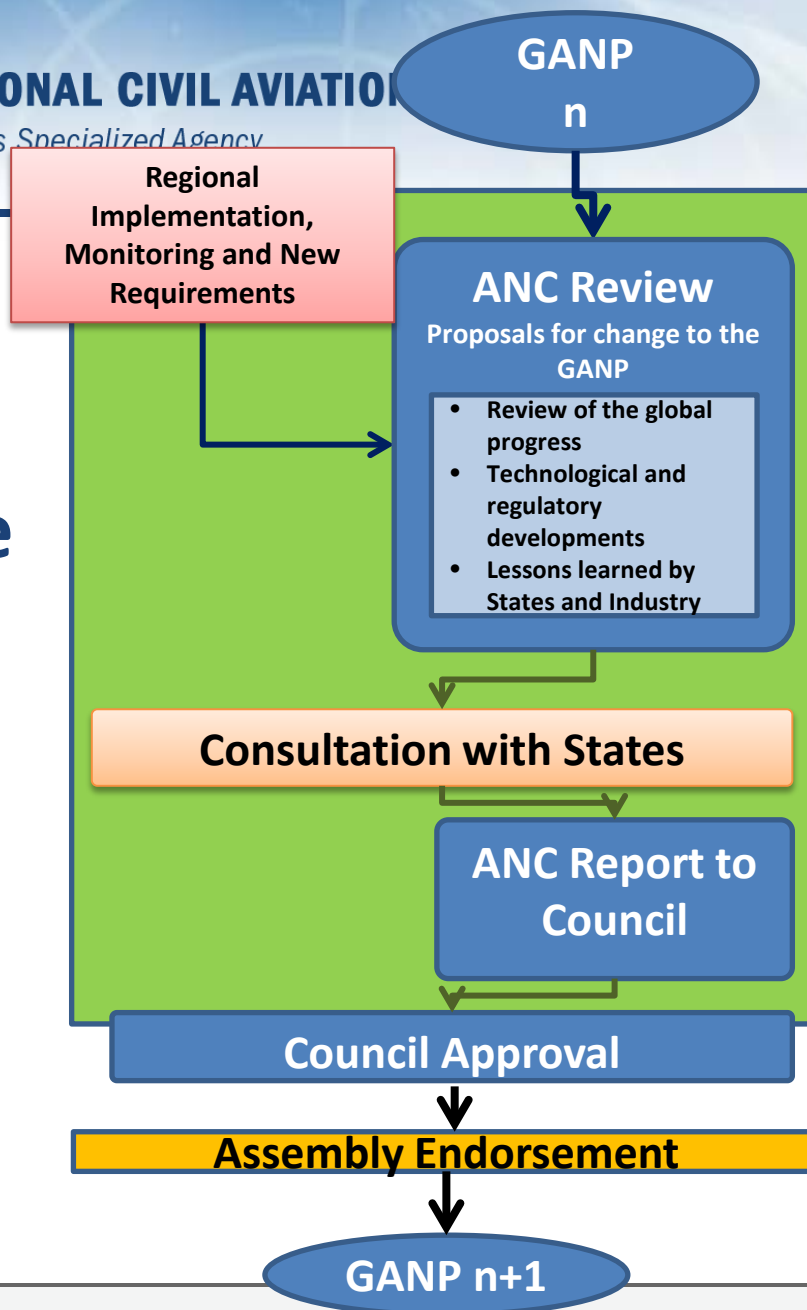 GANP
n
ONAL CIVIL AVIATIO
s Specialized Agency
Regional
Implementation,
Monitoring and New
Requirements
ANC Review
Proposals for change to the
GANP
• Review of the global
progress
• Technological and
regulatory
developments
• Lessons learned by
States and Industry
e
Consultation with States
ANC Report to
Council
Council Approval
Assembly Endorsement
GANP n+1